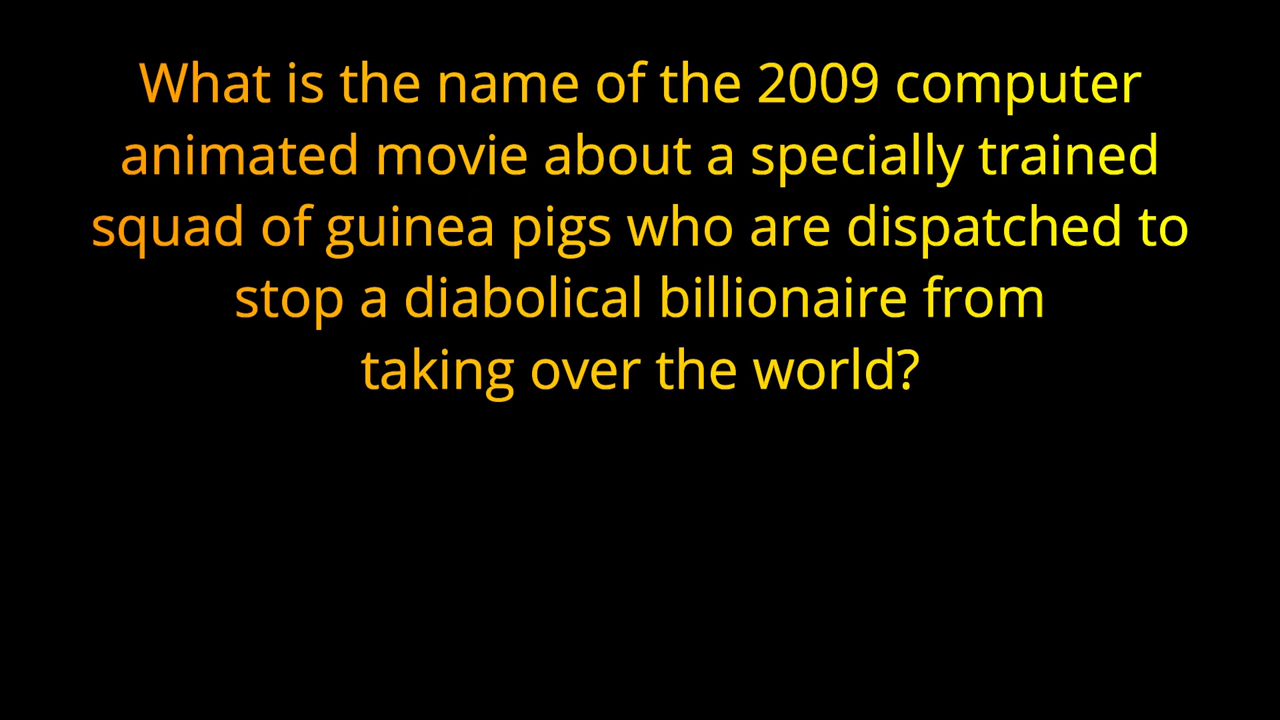 What is the name of the 2009 computer
animated movie about a specially trained
squad of guinea pigs who are dispatched to
stop a diabolical billionaire from
taking over the world?